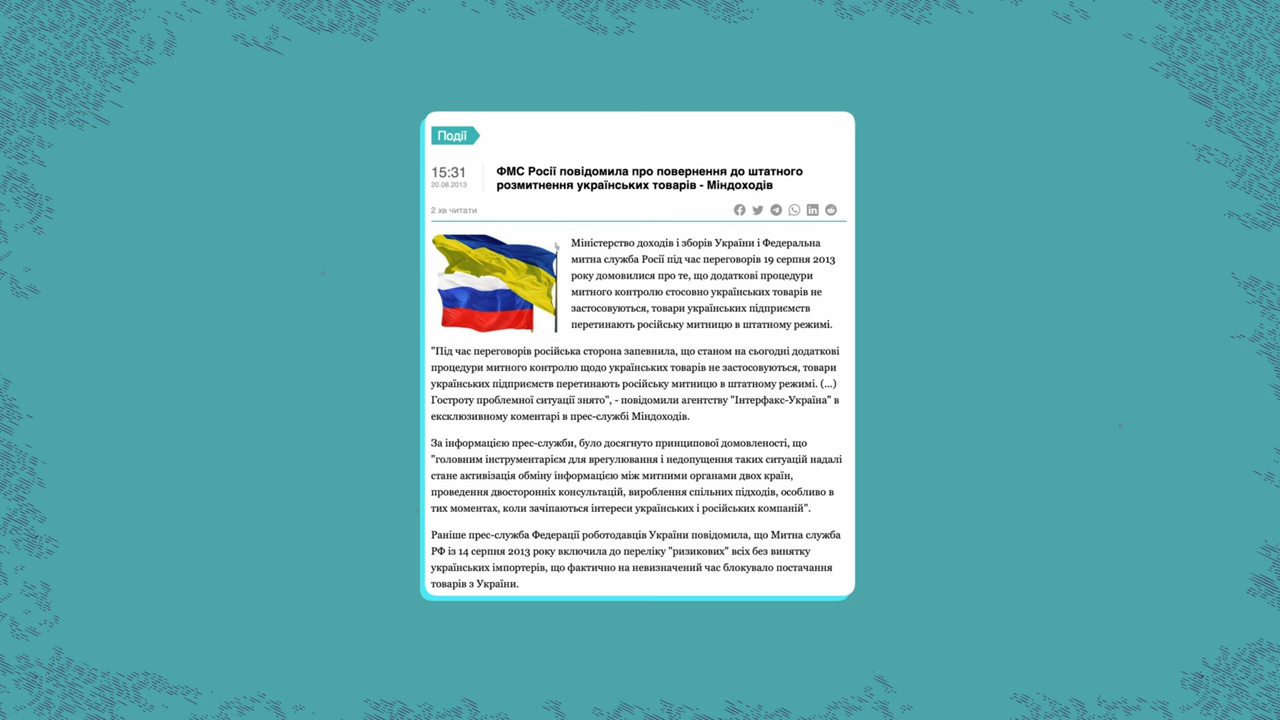 Події
15:31
20.08.2013
ФМС Росії повідомила про повернення до штатного
розмитнення українських товарів - Міндоходів
2 хв читати
Міністерство доходів і зборів України і Федеральна
митна служба Росії під час переговорів 19 серпня 2013
року домовилися про те, що додаткові процедури
митного контролю стосовно українських товарів не
застосовуються, товари українських підприємств
перетинають російську митницю в штатному режимі.
"Під час переговорів російська сторона запевнила, що станом на сьогодні додаткові
процедури митного контролю щодо українських товарів не застосовуються, товари
українських підприємств перетинають російську митницю в штатному режимі. (...)
Гостроту проблемної ситуації знято", - повідомили агентству "Інтерфакс-Україна" в
ексклюзивному коментарі в прес-службі Міндоходів.
За інформацією прес-служби, було досягнуто принципової домовленості, що
"головним інструментарієм для врегулювання і недопущення таких ситуацій надалі
стане активізація обміну інформацією між митними органами двох країн,
проведення двосторонніх консультацій, вироблення спільних підходів, особливо в
тих моментах, коли зачіпаються інтереси українських і російських компаній".
Раніше прес-служба Федерації роботодавців України повідомила, що Митна служба
РФ із 14 серпня 2013 року включила до переліку "ризикових" всіх без винятку
українських імпортерів, що фактично на невизначений час блокувало постачання
товарів з України.